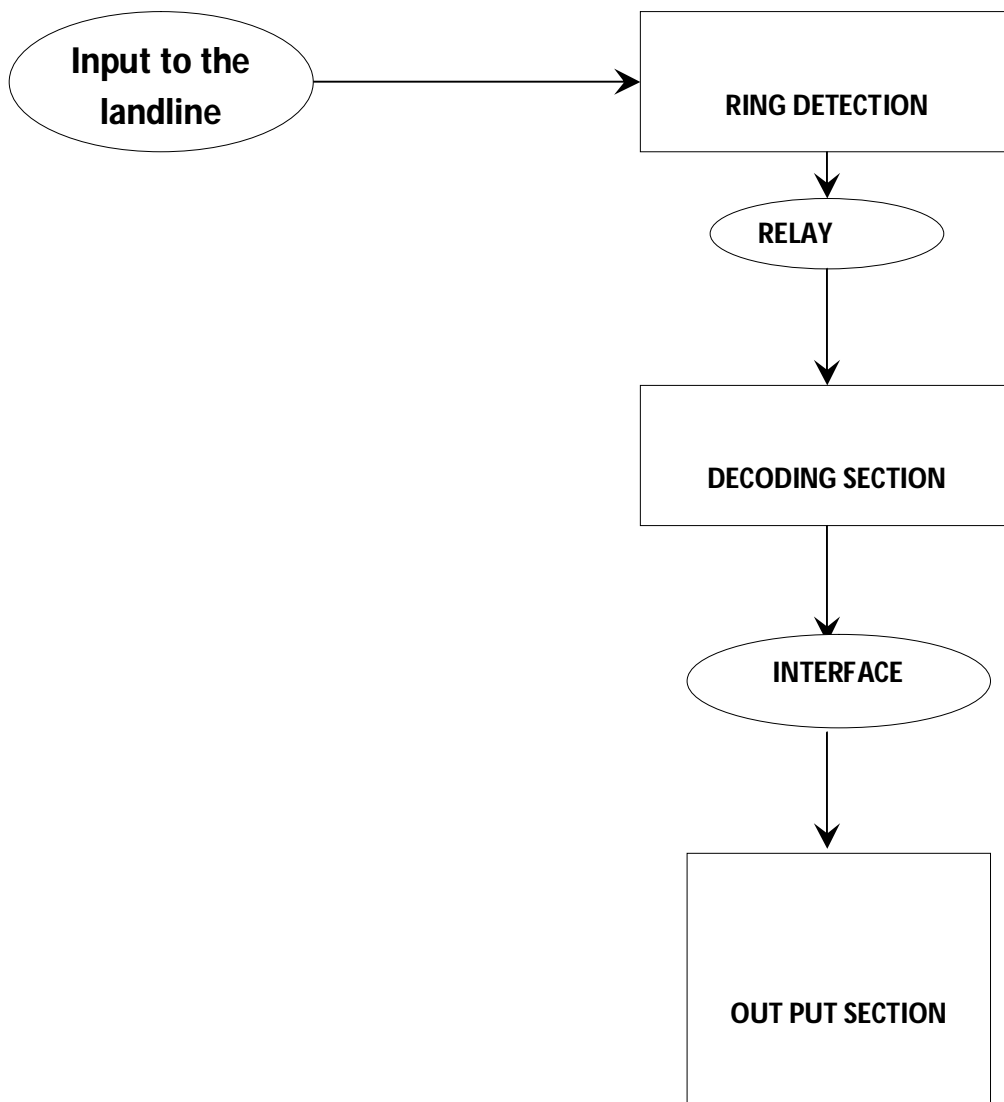 Input to the
landline
RING DETECTION
RELAY
DECODING SECTION
INTERFACE
OUT PUT SECTION